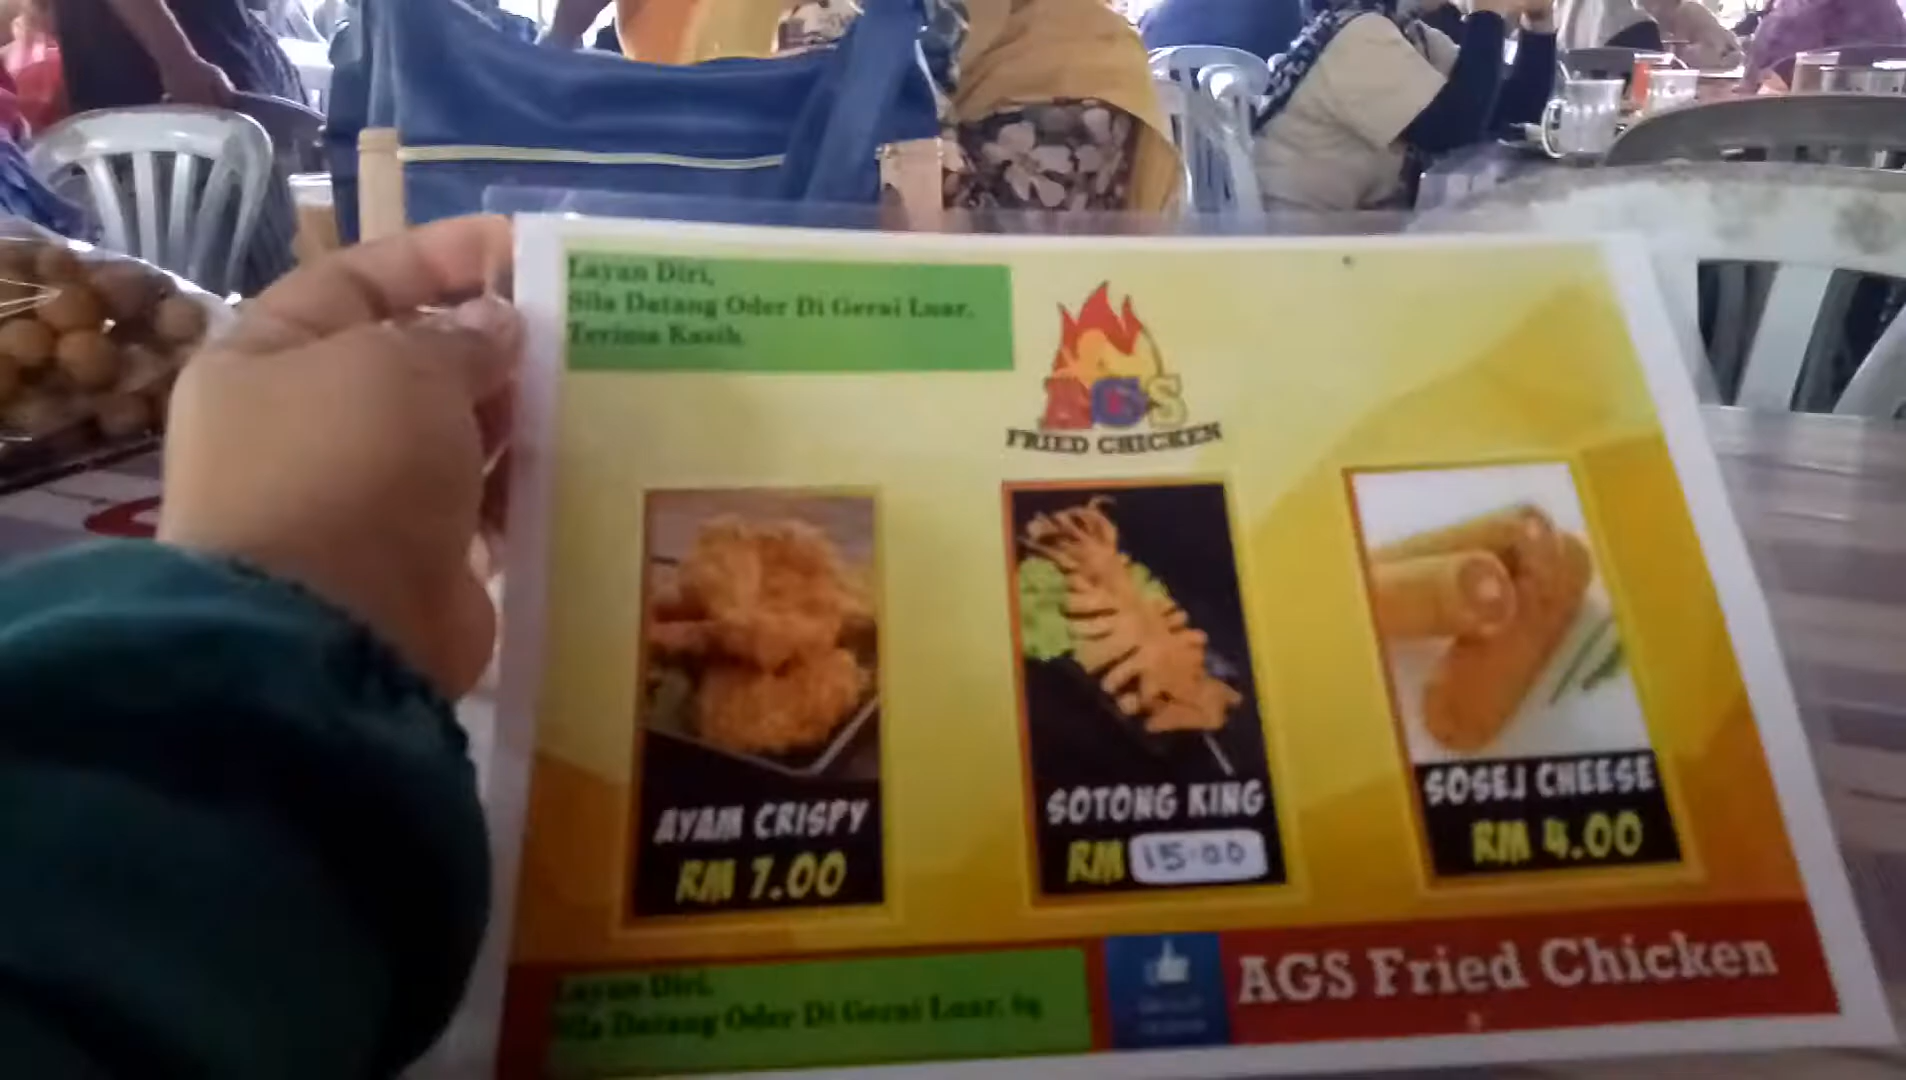 Layan Diri,
Sila Datang Oder Di Gerai Luar.
Terima Kasih.
AGS
FRIED CHICKEN
AYAM CRISPY
RM 7.00
SOTONG KING
RM 15.00
SOSEJ CHEESE
RM 4.00
Layan Diri,
Sila Datang Oder Di Gerai Luar.
AGS Fried Chicken